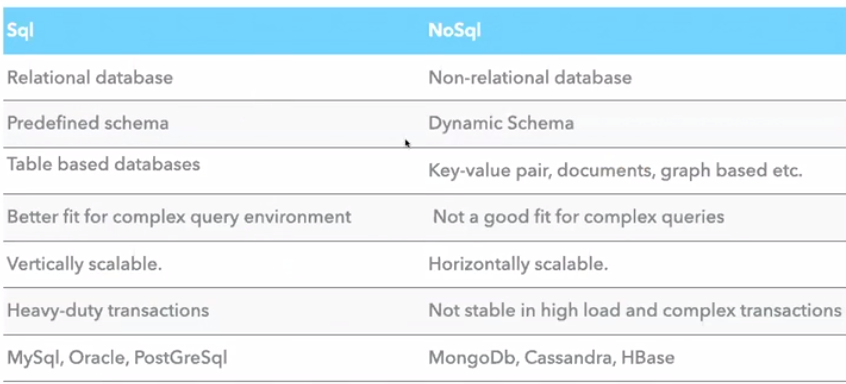 Sql NoSql
Relational database Non-relational database
Predefined schema Dynamic Schema
Table based databases Key-value pair, documents, graph based etc.
Better fit for complex query environment Not a good fit for complex queries
Vertically scalable. Horizontally scalable.
Heavy-duty transactions Not stable in high load and complex transactions
MySql, Oracle, PostGreSql MongoDb, Cassandra, HBase